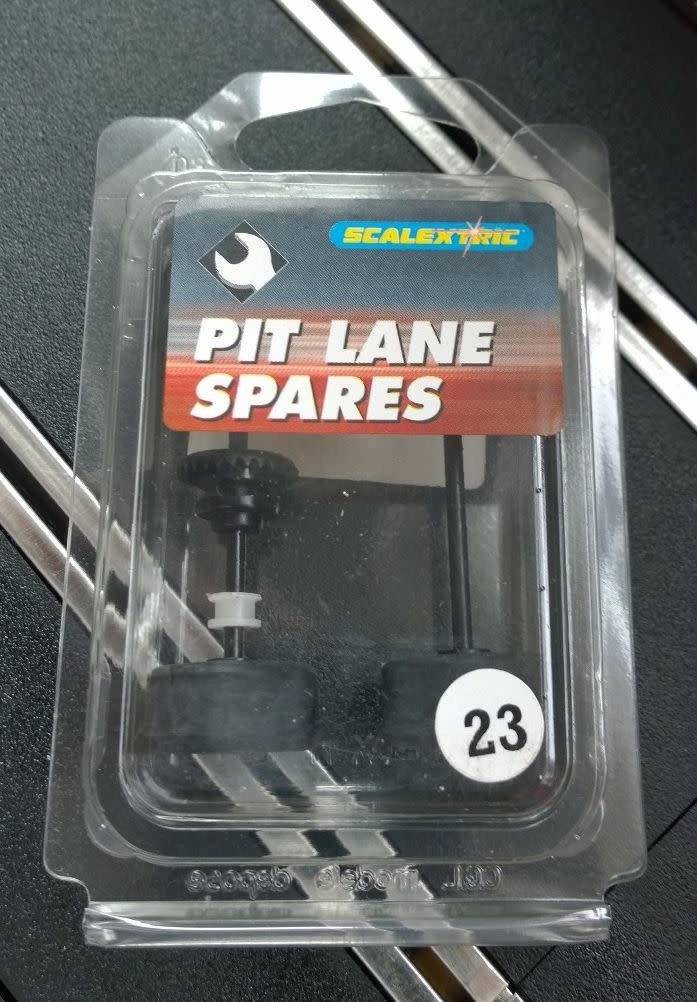 SCALEXTRIC
PIT LANE
SPARES
23